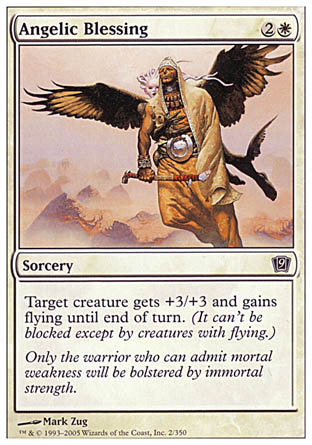 Angelic Blessing 2
Sorcery 9
Target creature gets +3/+3 and gains
flying until end of turn. (It can't be
blocked except by creatures with flying.)
Only the warrior who can admit mortal
weakness will be bolstered by immortal
strength.
Mark Zug
™ & © 1993–2005 Wizards of the Coast, Inc. 2/350